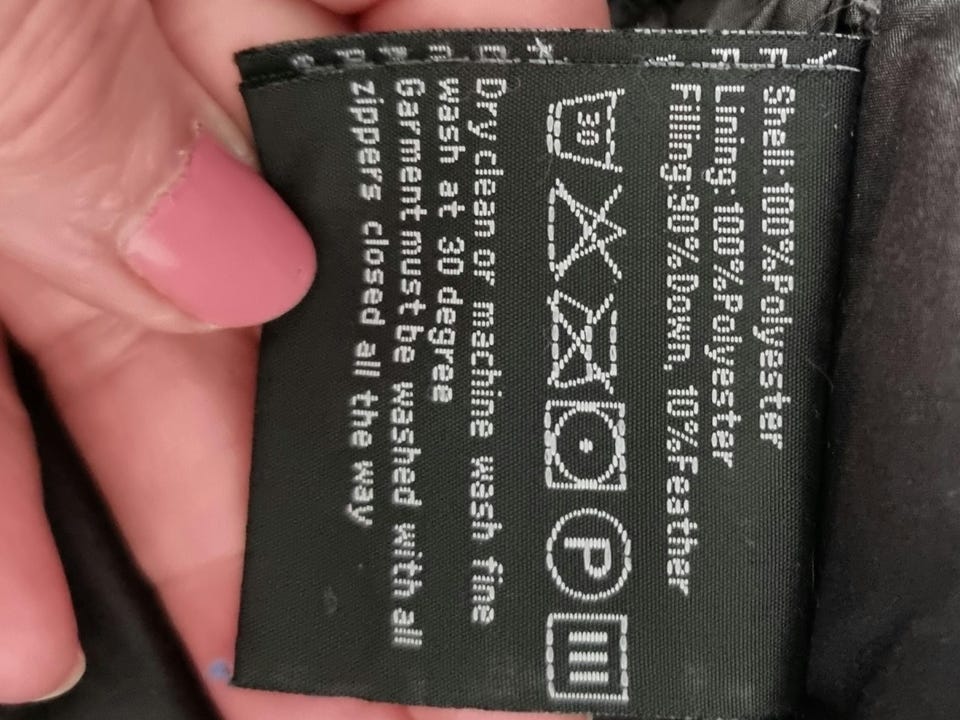 Shell:100%Polyester
Lining:100%Polyester
Filling:90%Down, 10%Feather
30 P
Dry clean or machine wash fine
wash at 30 degree
Garment must be washed with all
zippers closed all the way